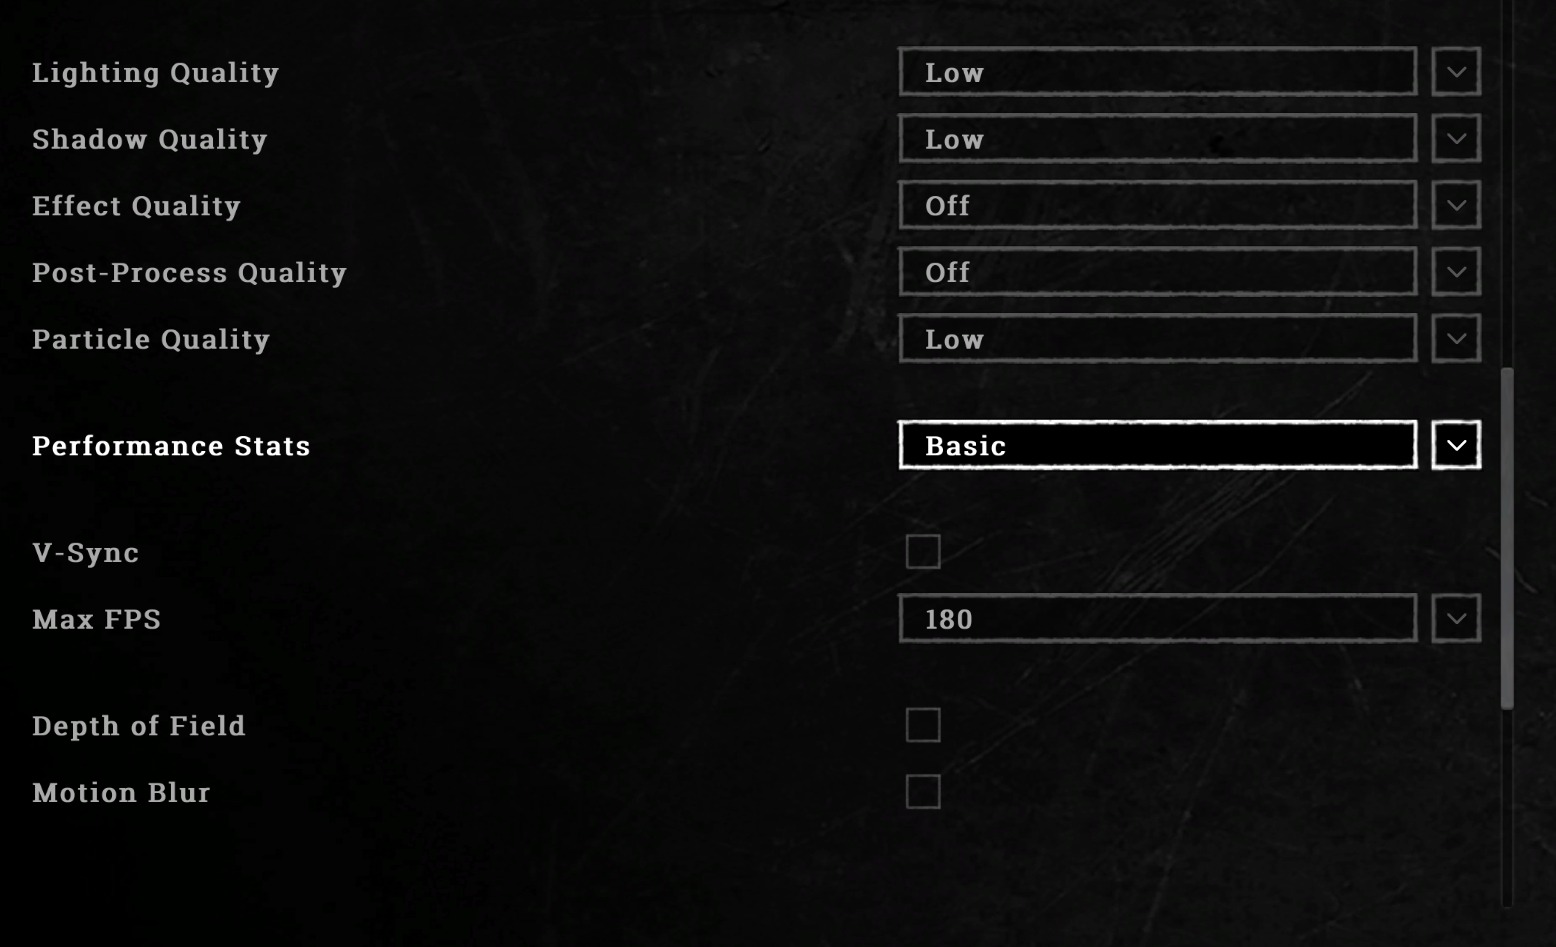 Lighting Quality Low
Shadow Quality Low
Effect Quality Off
Post-Process Quality Off
Particle Quality Low
Performance Stats Basic
V-Sync
Max FPS 180
Depth of Field
Motion Blur